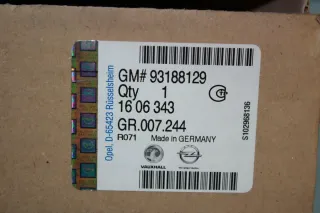 GM# 93188129
Qty 1
16 06 343
GR.007.244
R071 Made in GERMANY
VAUXHALL
Opel, D-65423 Rüsselsheim
S102968136